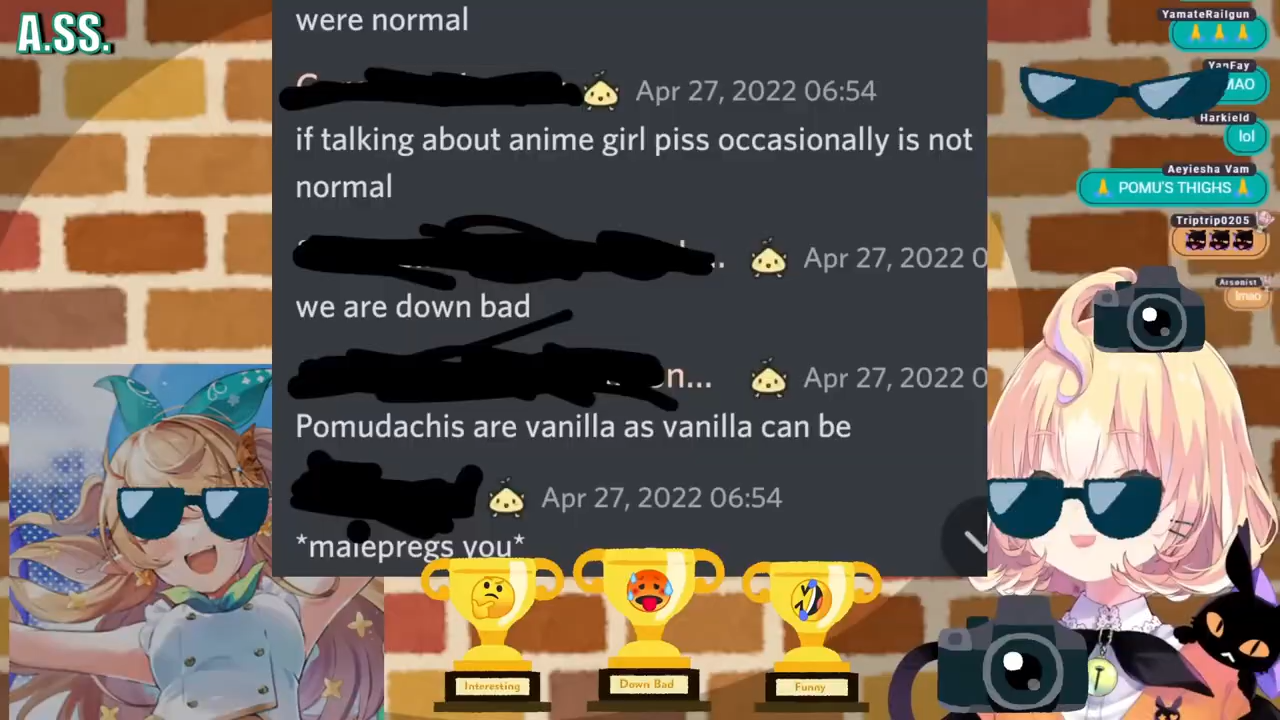 A.SS.
were normal
Apr 27, 2022 06:54
if talking about anime girl piss occasionally is not
normal
Apr 27, 2022 0
we are down bad
n...
Apr 27, 2022 0
Pomudachis are vanilla as vanilla can be
Apr 27, 2022 06:54
*malepregs you*
Interesting
Down Bad
Funny
YamateRailgun
YanFay
MAO
Harkield
lol
Aeyiesha Vam
POMU'S THIGHS
Triptrip0205
Arsonist
lmao